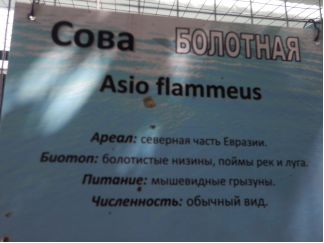 Сова БОЛОТНАЯ
Asio flammeus
Ареал: северная часть Евразии.
Биотоп: болотистые низины, поймы рек и луга.
Питание: мышевидные грызуны.
Численность: обычный вид.